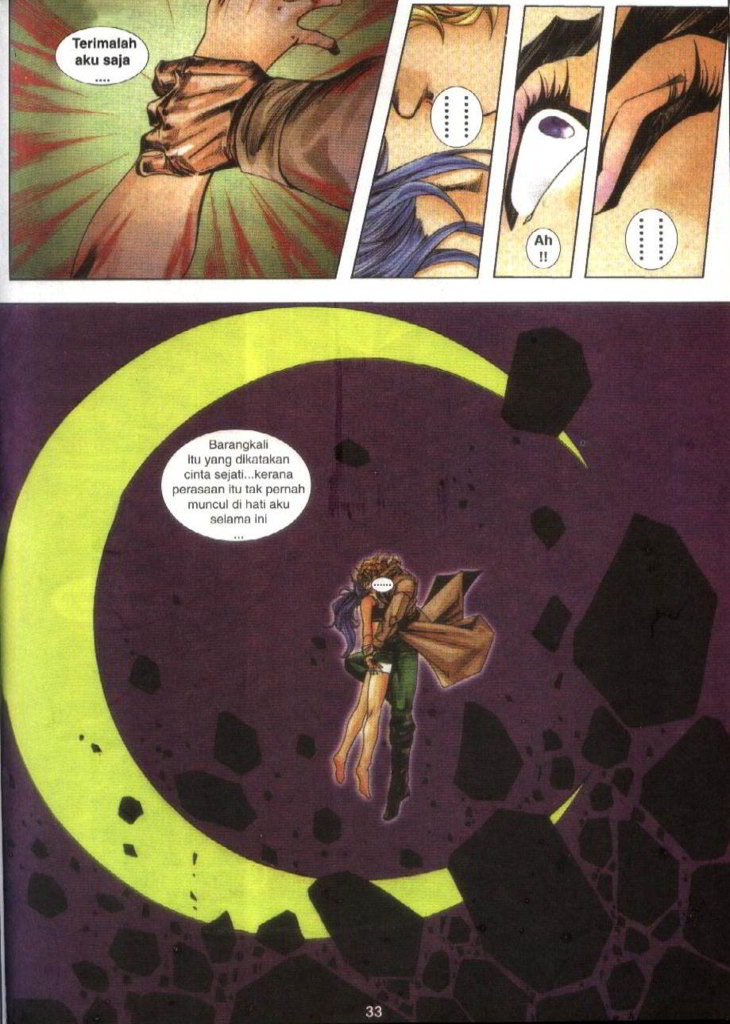 Terimalah
aku saja
....
Ah
!!
Barangkali
itu yang dikatakan
cinta sejati...kerana
perasaan itu tak pernah
muncul di hati aku
selama ini
...
......
33